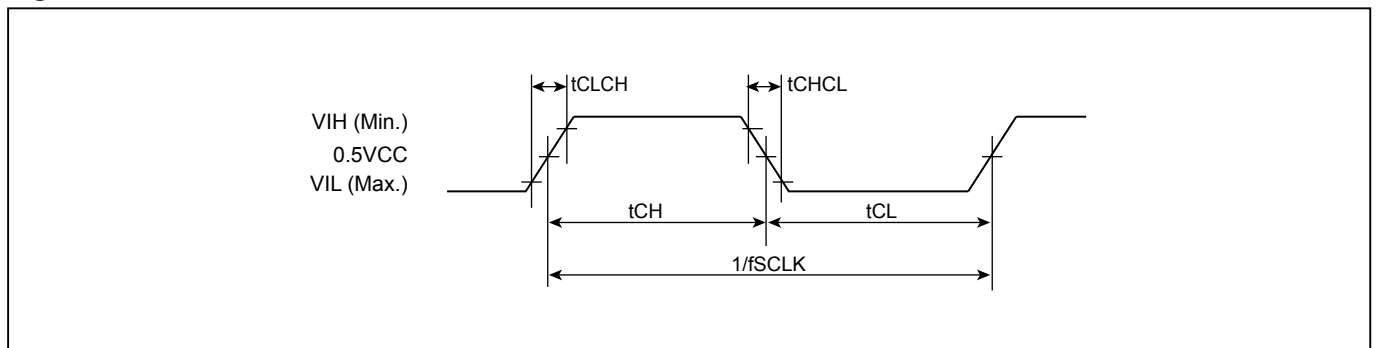 tCLCH
tCHCL
VIH (Min.)
0.5VCC
VIL (Max.)
tCH
tCL
1/fSCLK